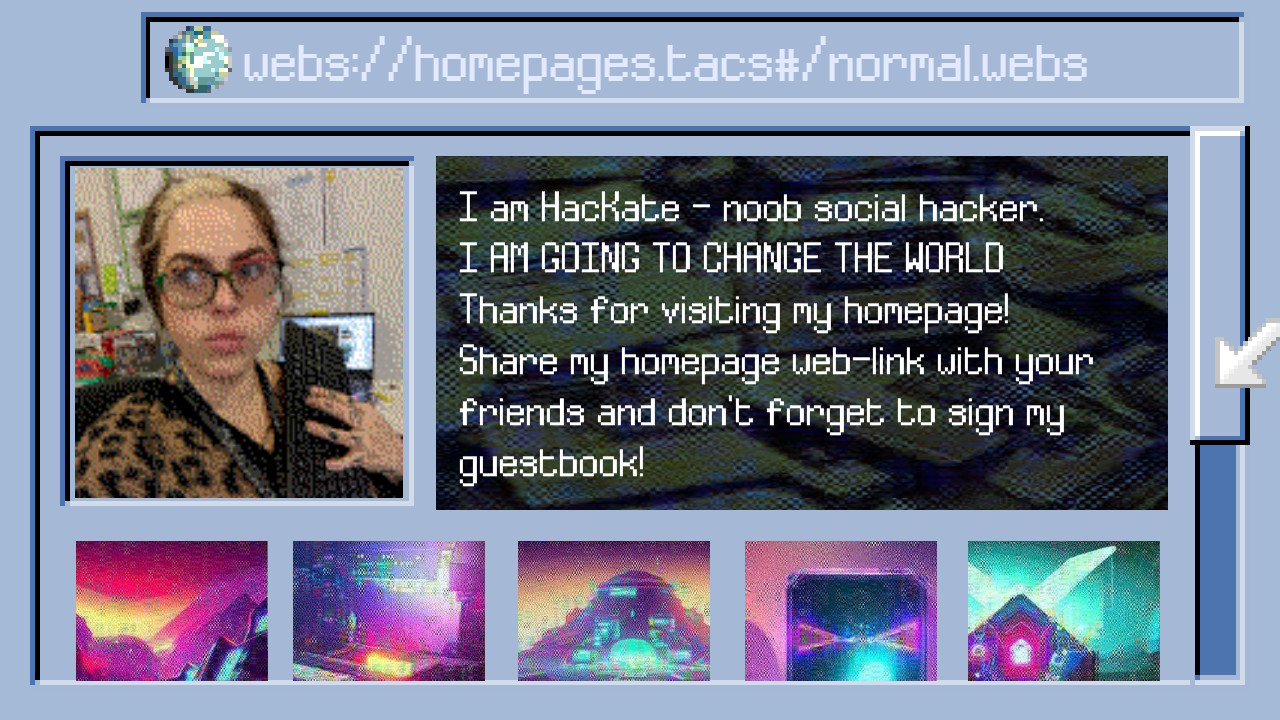 webs://homepages.tacs#/normal.webs
I am HacKate - noob social hacker.
I AM GOING TO CHANGE THE WORLD
Thanks for visiting my homepage!
Share my homepage web-link with your
friends and don't forget to sign my
guestbook!